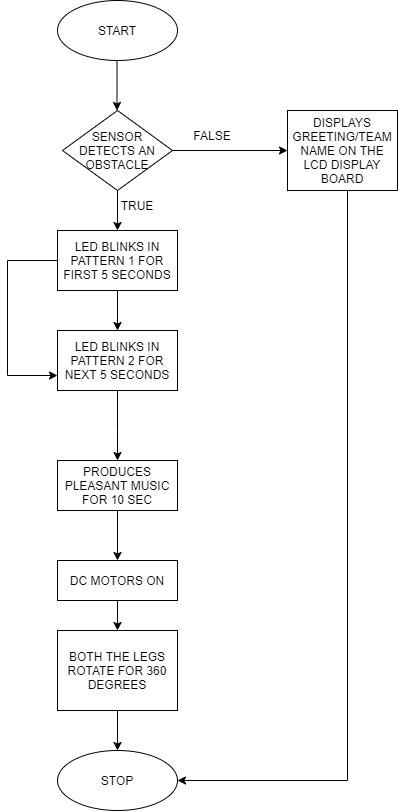 START
SENSOR
DETECTS AN
OBSTACLE
FALSE
DISPLAYS
GREETING/TEAM
NAME ON THE
LCD DISPLAY
BOARD
TRUE
LED BLINKS IN
PATTERN 1 FOR
FIRST 5 SECONDS
LED BLINKS IN
PATTERN 2 FOR
NEXT 5 SECONDS
PRODUCES
PLEASANT MUSIC
FOR 10 SEC
DC MOTORS ON
BOTH THE LEGS
ROTATE FOR 360
DEGREES
STOP